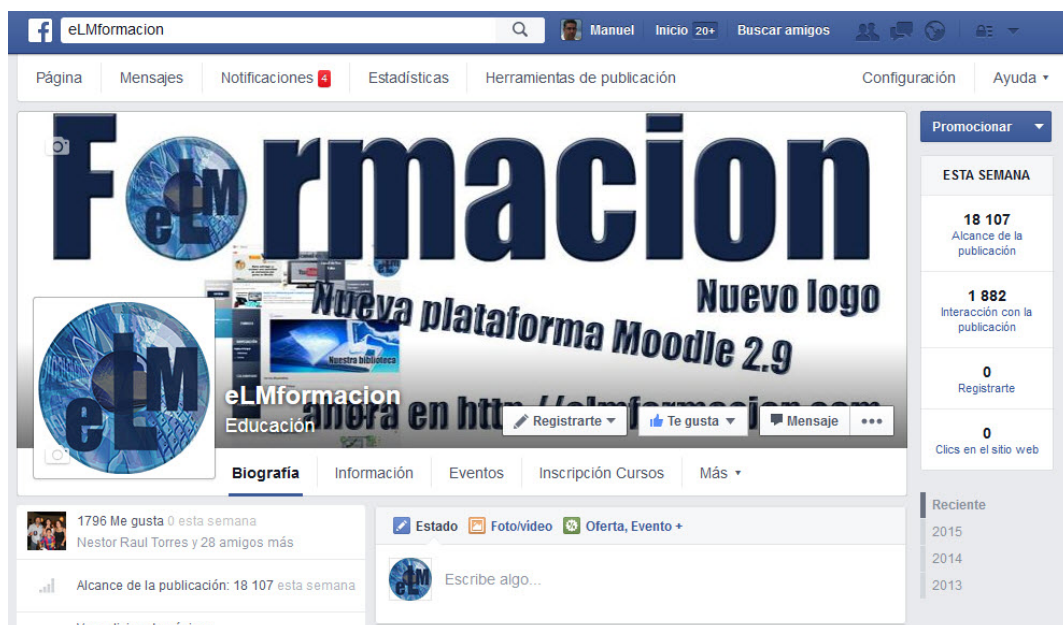 eLMformacion
Manuel Inicio 20+ Buscar amigos
Página Mensajes Notificaciones 4 Estadísticas Herramientas de publicación Configuración Ayuda
Formacion
eLM
Nuevo logo
Nueva plataforma Moodle 2.9
Nuestra biblioteca
ahora en http://elmformacion.com
eLM
eLMformacion
Educación
Registrarte Te gusta Mensaje
Biografía Información Eventos Inscripción Cursos Más
Promocionar
ESTA SEMANA
18 107
Alcance de la
publicación
1 882
Interacción con la
publicación
0
Registrarte
0
Clics en el sitio web
Reciente
2015
2014
2013
1796 Me gusta 0 esta semana
Nestor Raul Torres y 28 amigos más
Alcance de la publicación: 18 107 esta semana
Estado Foto/vídeo Oferta, Evento +
eLM
Escribe algo...